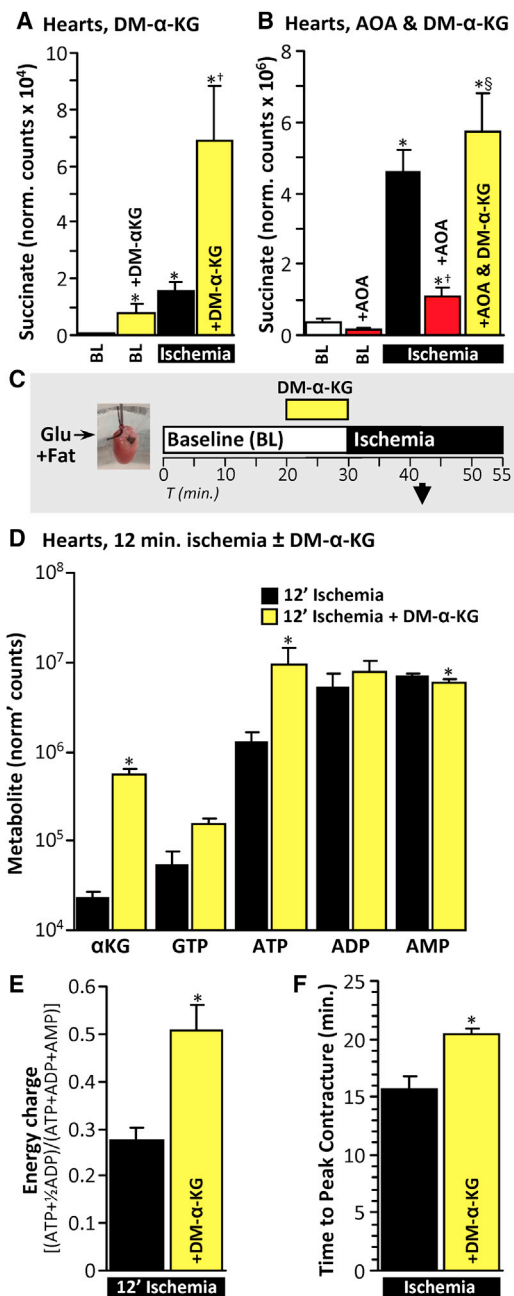 A Hearts, DM-α-KG
Succinate (norm. counts x 10⁴)
10
8
6
4
2
0
*
+DM-αKG
*
*†
+DM-α-KG
BL
BL
Ischemia
B Hearts, AOA & DM-α-KG
Succinate (norm. counts x 10⁶)
8
6
4
2
0
+AOA
*
+AOA
*†
*§
+AOA & DM-α-KG
BL
BL
Ischemia
C
DM-α-KG
Glu
+Fat
Baseline (BL)
Ischemia
0 10 20 30 40 50 55
T (min.)
D Hearts, 12 min. ischemia ± DM-α-KG
Metabolite (norm’ counts)
10⁸
10⁷
10⁶
10⁵
10⁴
12’ Ischemia
12’ Ischemia + DM-α-KG
*
*
*
αKG GTP ATP ADP AMP
E
Energy charge
[(ATP+½ADP)/(ATP+ADP+AMP)]
0.6
0.5
0.4
0.3
0.2
0.1
0
*
+DM-α-KG
12’ Ischemia
F
Time to Peak Contracture (min.)
25
20
15
10
5
0
*
+DM-α-KG
Ischemia